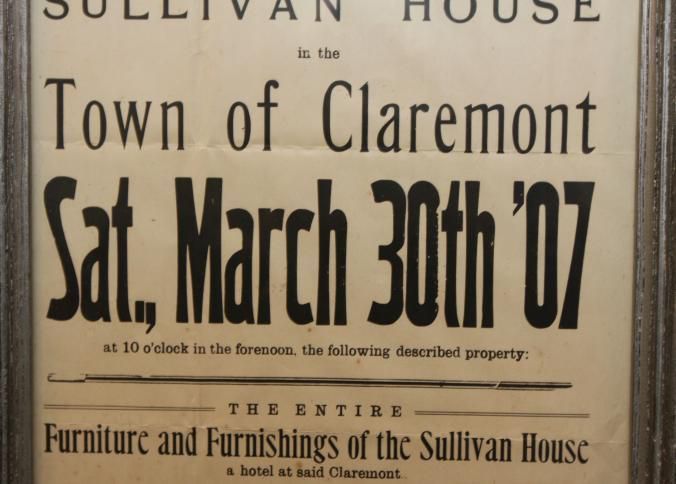 SULLIVAN HOUSE
in the
Town of Claremont
Sat., March 30th '07
at 10 o'clock in the forenoon, the following described property:
THE ENTIRE
Furniture and Furnishings of the Sullivan House
a hotel at said Claremont